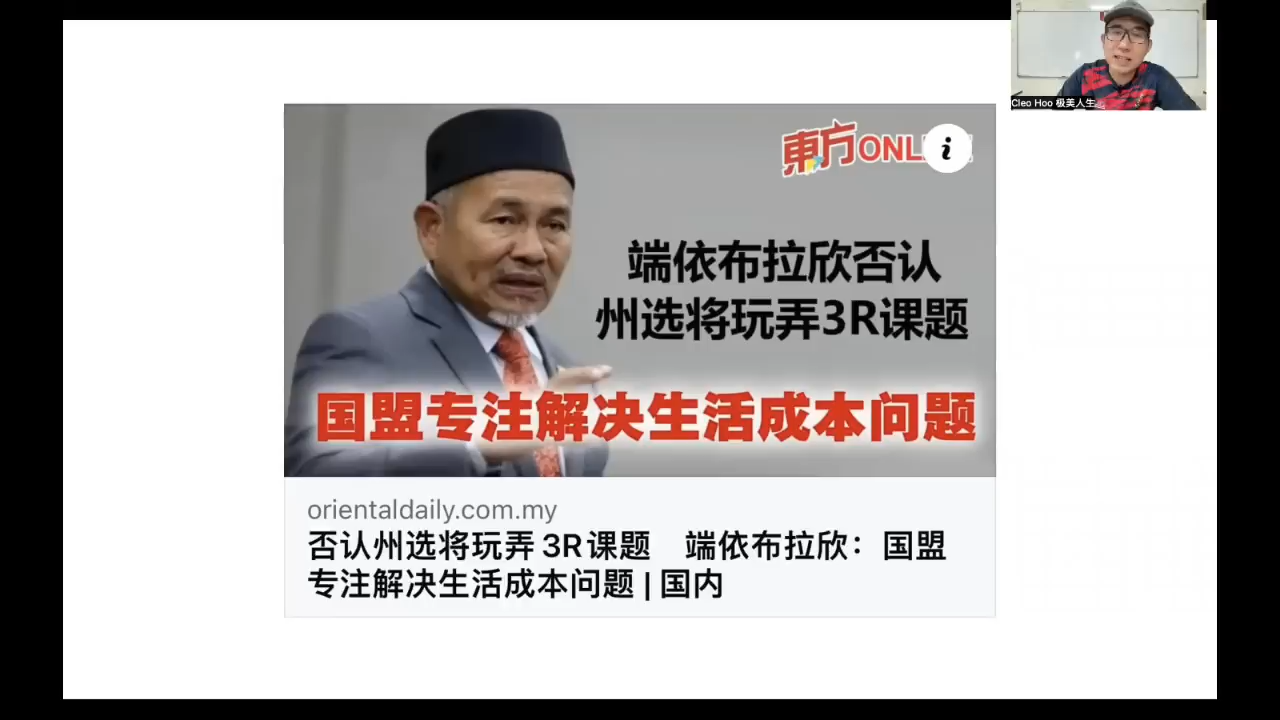 Cleo Hoo 极美人生
東方ONL
i
端依布拉欣否认
州选将玩弄3R课题
国盟专注解决生活成本问题
orientaldaily.com.my
否认州选将玩弄3R课题 端依布拉欣：国盟
专注解决生活成本问题 | 国内